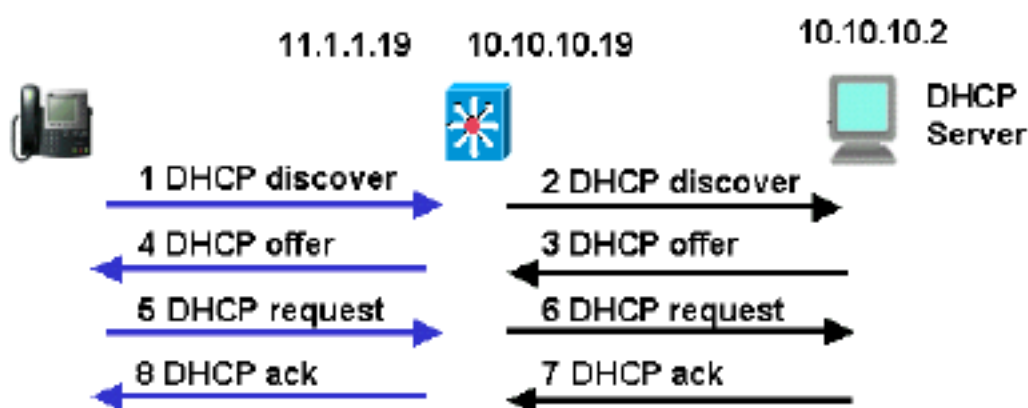 11.1.1.19 10.10.10.19 10.10.10.2
DHCP
Server
1 DHCP discover 2 DHCP discover
4 DHCP offer 3 DHCP offer
5 DHCP request 6 DHCP request
8 DHCP ack 7 DHCP ack